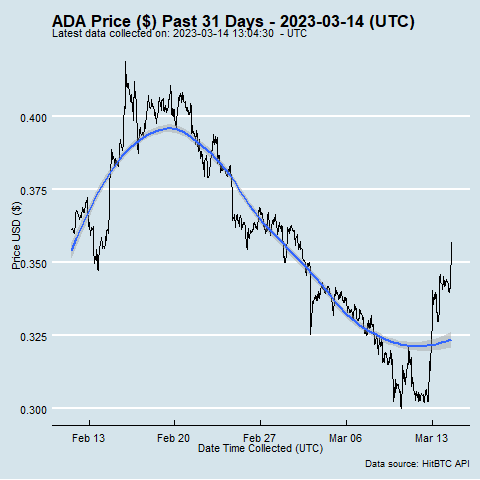 ADA Price ($) Past 31 Days - 2023-03-14 (UTC)
Latest data collected on: 2023-03-14 13:04:30 - UTC
0.400
0.375
0.350
0.325
0.300
Price USD ($)
Feb 13
Feb 20
Feb 27
Mar 06
Mar 13
Date Time Collected (UTC)
Data source: HitBTC API